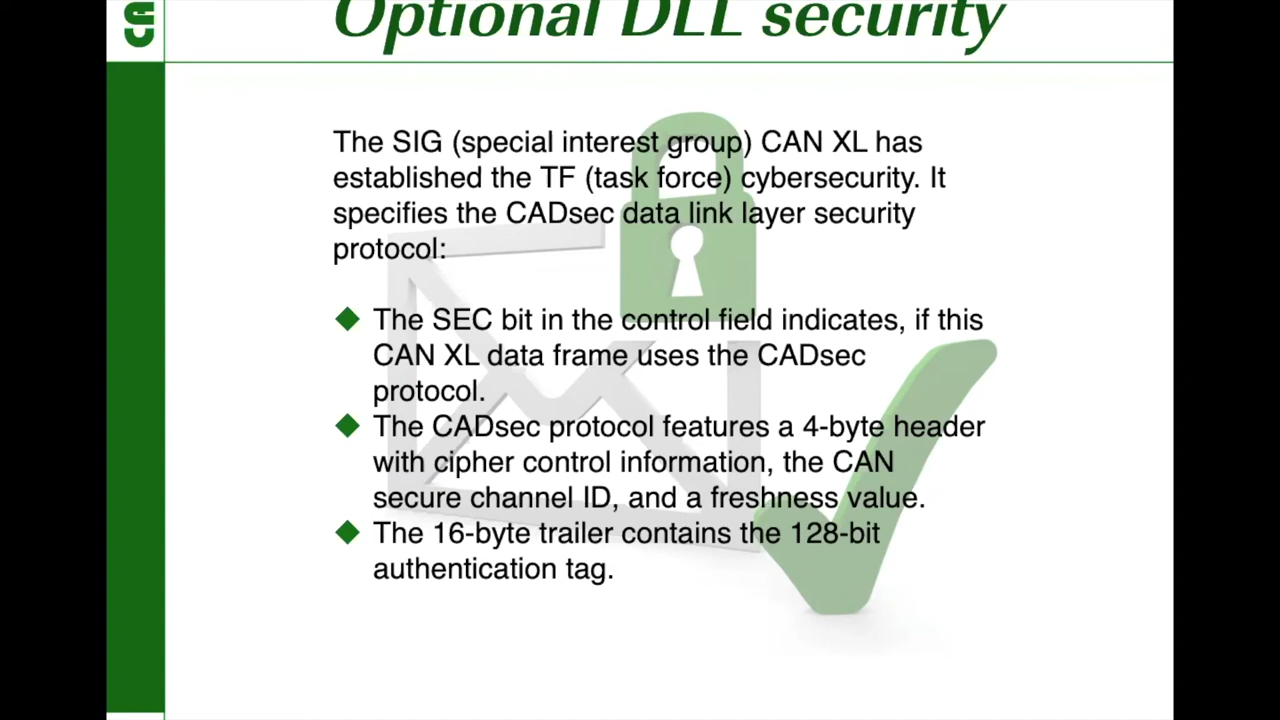 Optional DLL security
The SIG (special interest group) CAN XL has
established the TF (task force) cybersecurity. It
specifies the CADsec data link layer security
protocol:
The SEC bit in the control field indicates, if this
CAN XL data frame uses the CADsec
protocol.
The CADsec protocol features a 4-byte header
with cipher control information, the CAN
secure channel ID, and a freshness value.
The 16-byte trailer contains the 128-bit
authentication tag.